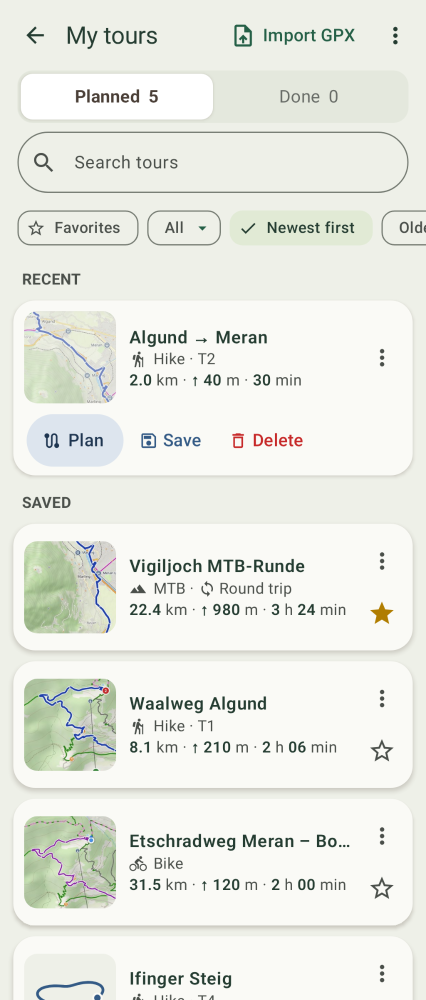 My tours
Import GPX
Planned 5
Done 0
Search tours
Favorites
All
Newest first
Olde
RECENT
Algund → Meran
Hike · T2
2.0 km · ↑ 40 m · 30 min
Plan
Save
Delete
SAVED
Vigiljoch MTB-Runde
MTB · Round trip
22.4 km · ↑ 980 m · 3 h 24 min
Waalweg Algund
Hike · T1
8.1 km · ↑ 210 m · 2 h 06 min
Etschradweg Meran – Bo…
Bike
31.5 km · ↑ 120 m · 2 h 00 min
Ifinger Steig
Hike · T4